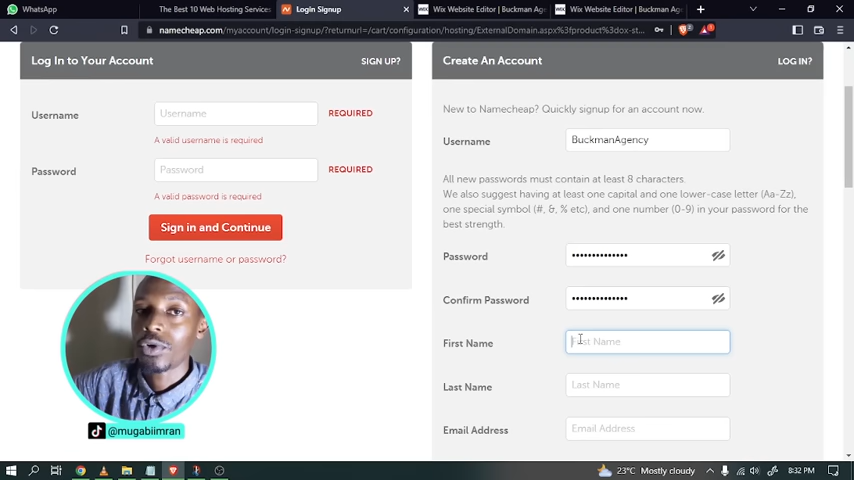 WhatsApp
The Best 10 Web Hosting Services
Login Signup
WIX Wix Website Editor | Buckman Age
WIX Wix Website Editor | Buckman Ag
namecheap.com/myaccount/login-signup/?returnurl=/cart/configuration/hosting/ExternalDomain.aspx%3fproduct%3dox-st...
Log In to Your Account
SIGN UP?
Username
Username
REQUIRED
A valid username is required
Password
Password
REQUIRED
A valid password is required
Sign in and Continue
Forgot username or password?
@mugabiimran
Create An Account
LOG IN?
New to Namecheap? Quickly signup for an account now.
Username
BuckmanAgency
All new passwords must contain at least 8 characters.
We also suggest having at least one capital and one lower-case letter (Aa-Zz),
one special symbol (#, &, % etc), and one number (0-9) in your password for the
best strength.
Password
••••••••••••••
Confirm Password
••••••••••••••
First Name
First Name
Last Name
Last Name
Email Address
Email Address
23°C Mostly cloudy
8:32 PM